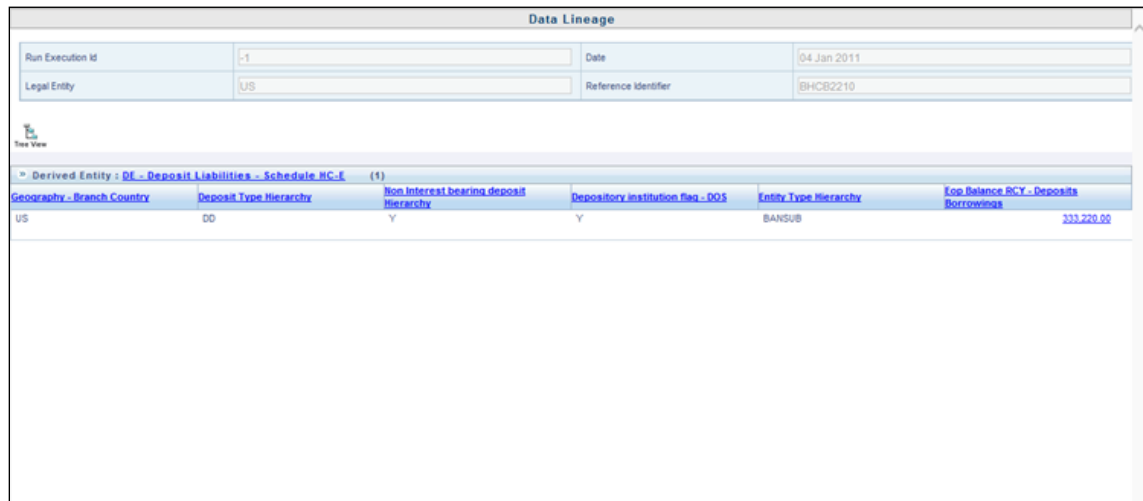 Data Lineage
Run Execution Id -1 Date 04 Jan 2011
Legal Entity US Reference Identifier BHCB2210
Tree View
» Derived Entity : DE - Deposit Liabilities - Schedule HC-E (1)
Geography - Branch Country Deposit Type Hierarchy Non Interest bearing deposit Hierarchy Depository institution flag - DOS Entity Type Hierarchy Eop Balance RCY - Deposits Borrowings
US DD Y Y BANSUB 333,220.00